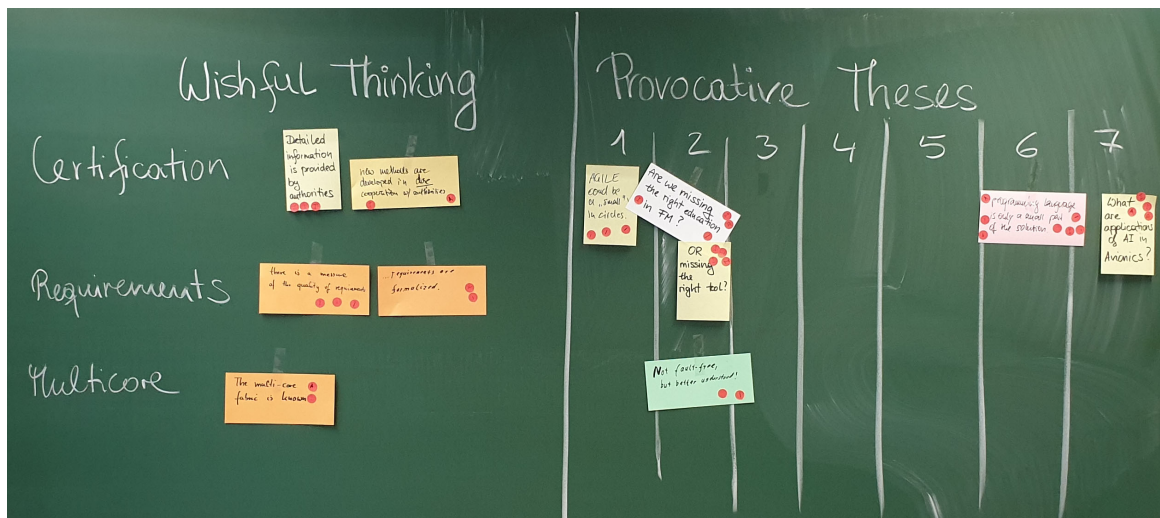 Wishful Thinking
Certification
Detailed
information
is provided
by
authorities
new methods are
developed in close
cooperation w/ authorities
Requirements
there is a measure
of the quality of requirements
...requirements are
formalized.
Multicore
The multi-core
fabric is known
Provocative Theses
1 2 3 4 5 6 7
AGILE
could be
or "small"
in circles.
Are we missing
the right education
in FM?
OR
missing
the
right tool?
Not fault-free,
but better understood!
Programming language
is only a small part
of the solution
What
are
applications
of AI in
Avionics?